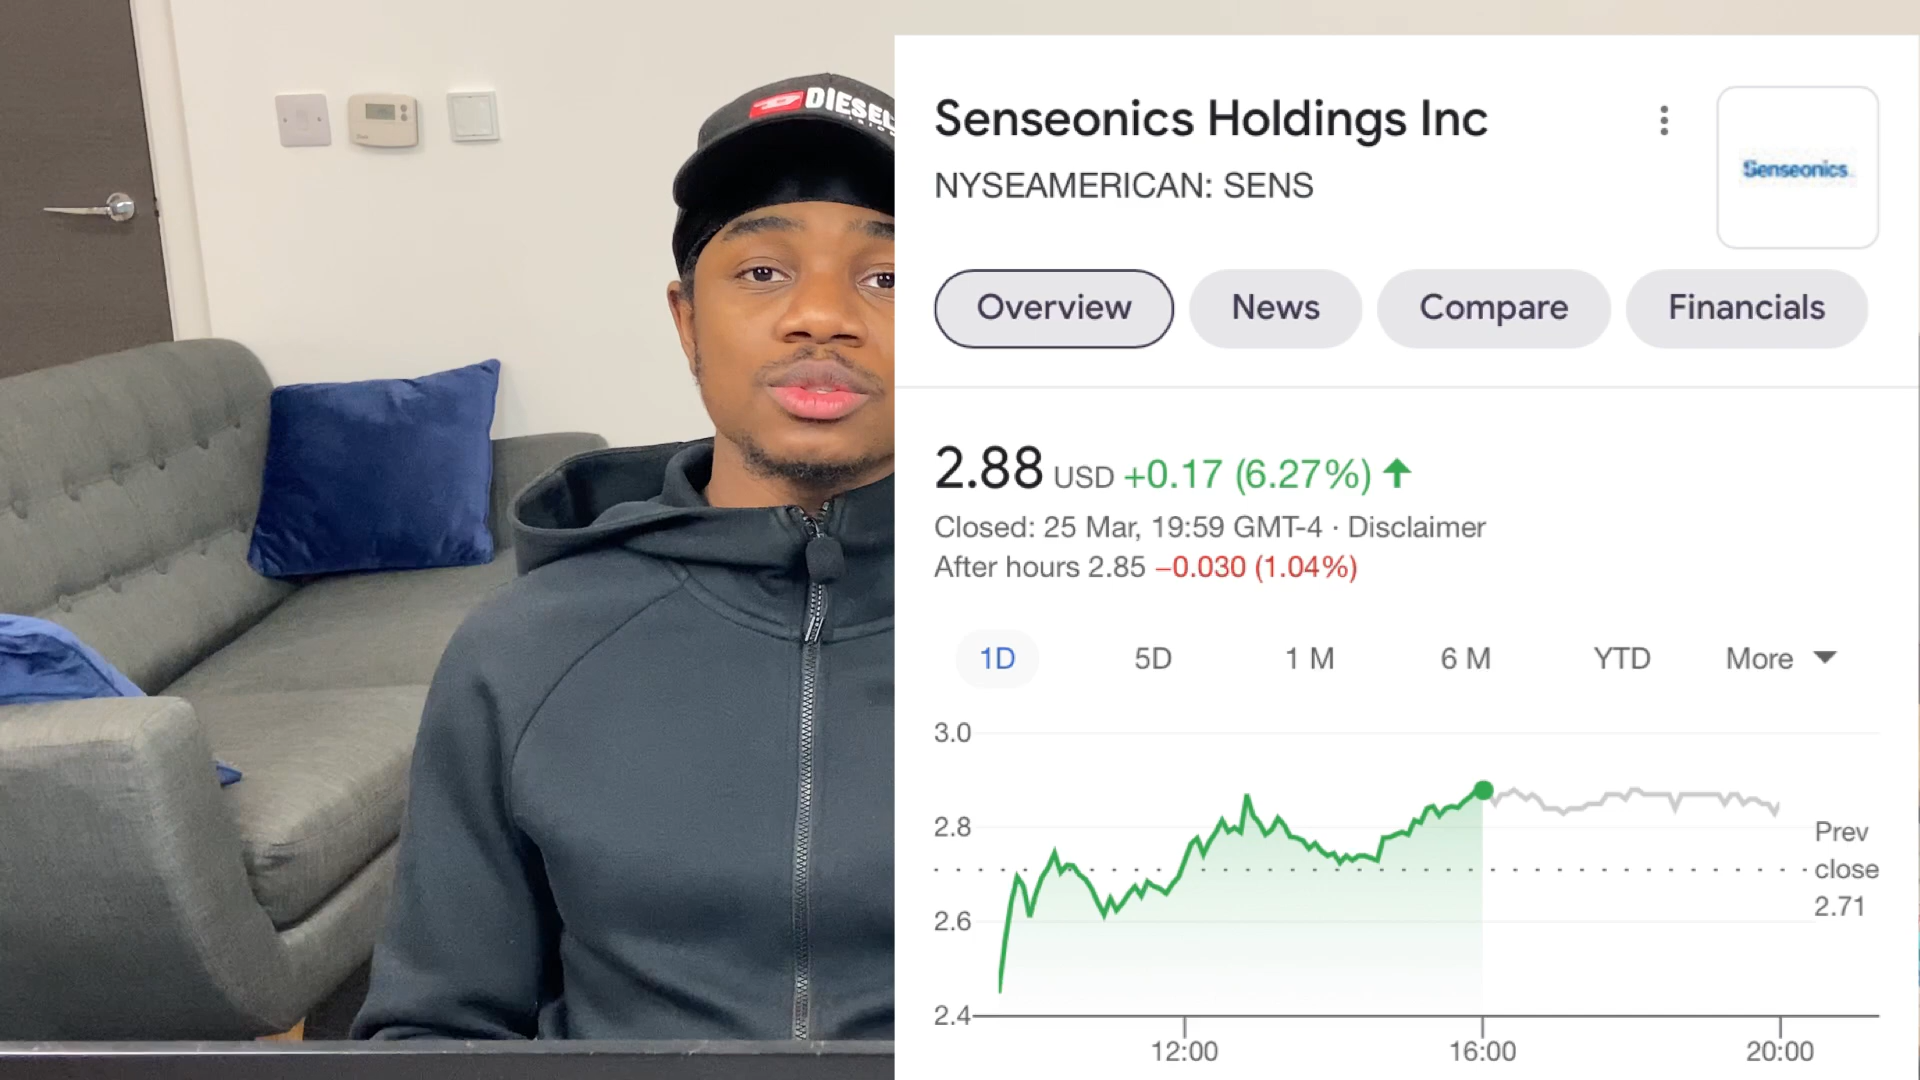 DIESEL
Senseonics Holdings Inc
NYSEAMERICAN: SENS
Senseonics
Overview
News
Compare
Financials
2.88 USD +0.17 (6.27%)
Closed: 25 Mar, 19:59 GMT-4 · Disclaimer
After hours 2.85 −0.030 (1.04%)
1D
5D
1 M
6 M
YTD
More
3.0
2.8
2.6
2.4
Prev
close
2.71
12:00
16:00
20:00